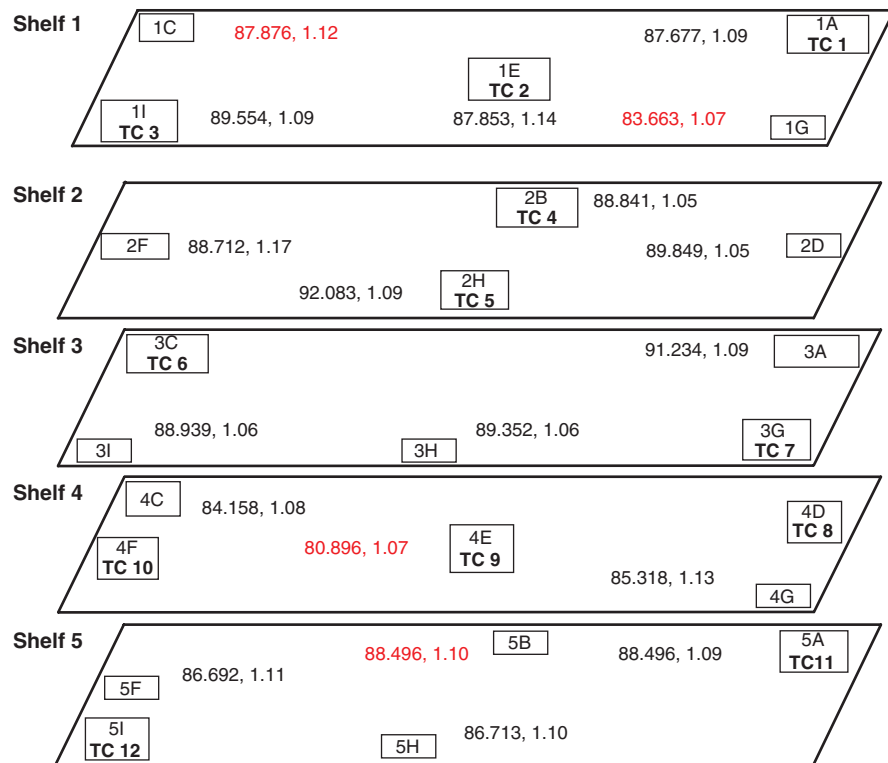 Shelf 1
1C
87.876, 1.12
87.677, 1.09
1A
TC 1
1E
TC 2
1I
TC 3
89.554, 1.09
87.853, 1.14
83.663, 1.07
1G
Shelf 2
2B
TC 4
88.841, 1.05
2F
88.712, 1.17
89.849, 1.05
2D
92.083, 1.09
2H
TC 5
Shelf 3
3C
TC 6
91.234, 1.09
3A
88.939, 1.06
3I
89.352, 1.06
3H
3G
TC 7
Shelf 4
4C
84.158, 1.08
4D
TC 8
4F
TC 10
80.896, 1.07
4E
TC 9
85.318, 1.13
4G
Shelf 5
88.496, 1.10
5B
88.496, 1.09
5A
TC11
86.692, 1.11
5F
5I
TC 12
86.713, 1.10
5H